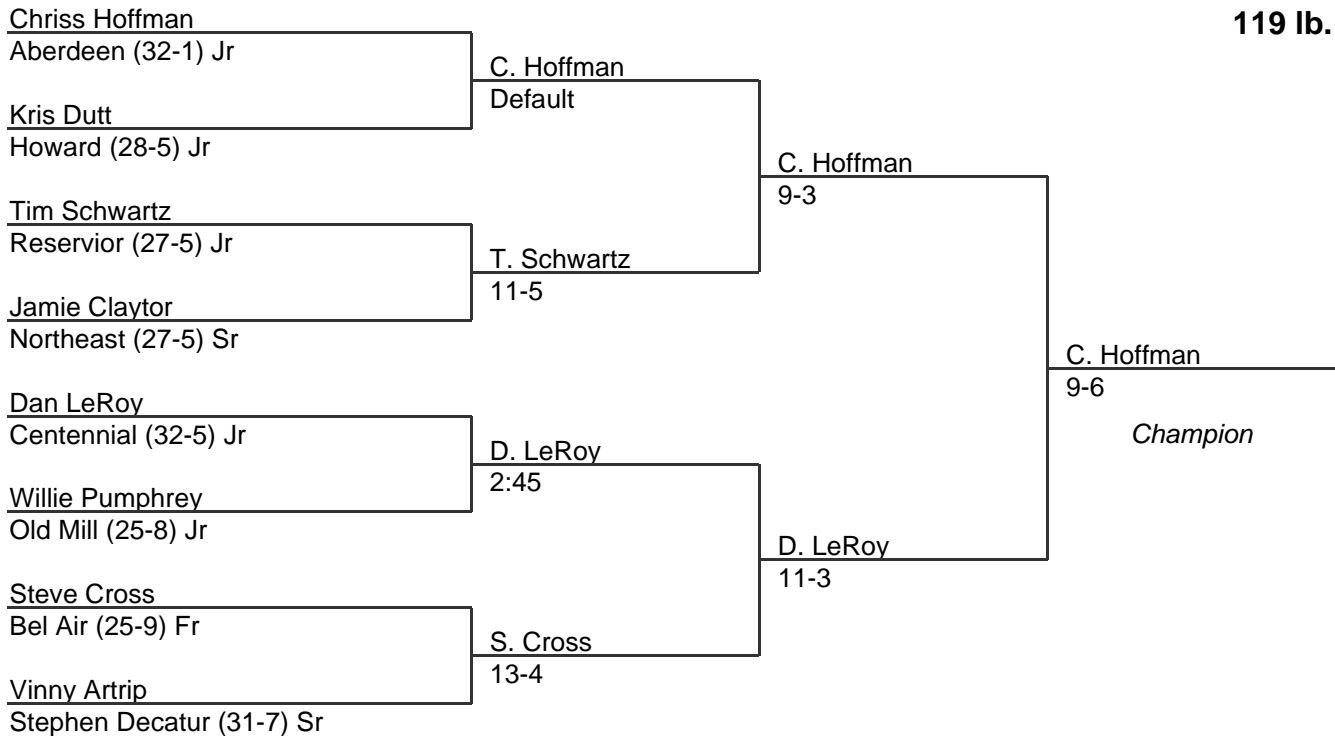 119 lb.
Chriss Hoffman
Aberdeen (32-1) Jr
Kris Dutt
Howard (28-5) Jr
Tim Schwartz
Reservior (27-5) Jr
Jamie Claytor
Northeast (27-5) Sr
Dan LeRoy
Centennial (32-5) Jr
Willie Pumphrey
Old Mill (25-8) Jr
Steve Cross
Bel Air (25-9) Fr
Vinny Artrip
Stephen Decatur (31-7) Sr
C. Hoffman
Default
T. Schwartz
11-5
D. LeRoy
2:45
S. Cross
13-4
C. Hoffman
9-3
D. LeRoy
11-3
C. Hoffman
9-6
Champion